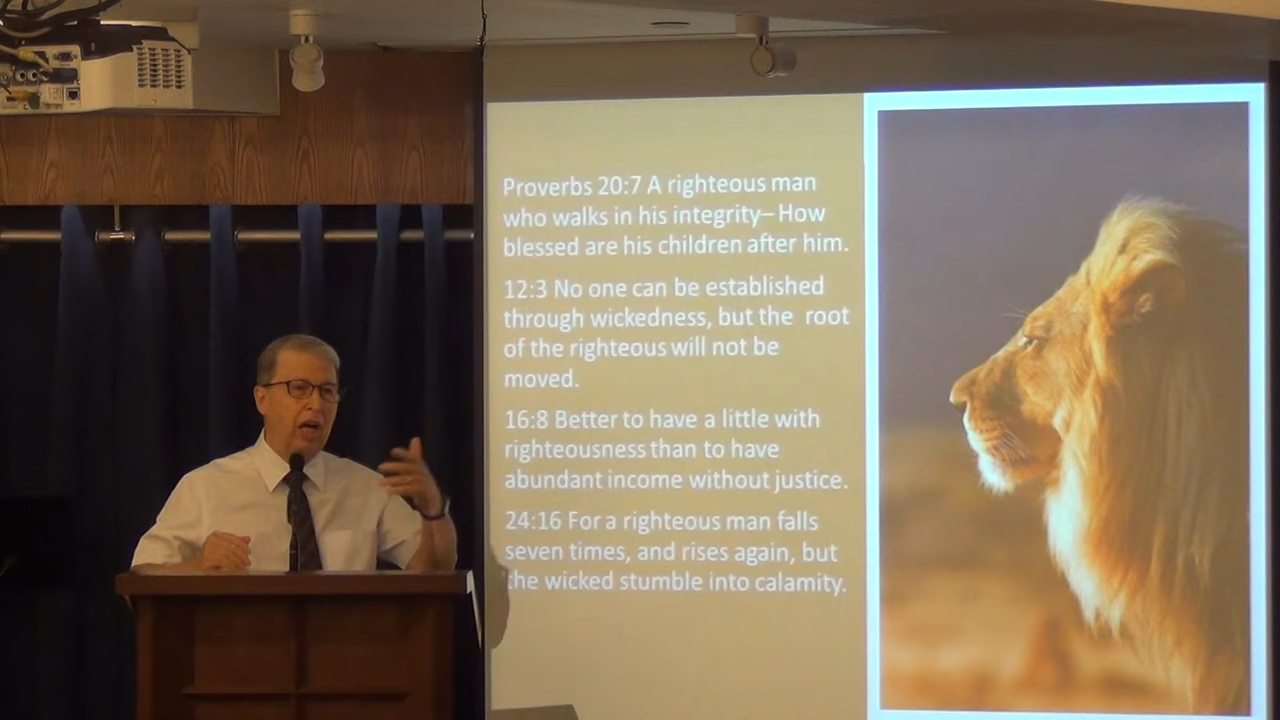 Proverbs 20:7 A righteous man
who walks in his integrity– How
blessed are his children after him.
12:3 No one can be established
through wickedness, but the root
of the righteous will not be
moved.
16:8 Better to have a little with
righteousness than to have
abundant income without justice.
24:16 For a righteous man falls
seven times, and rises again, but
the wicked stumble into calamity.